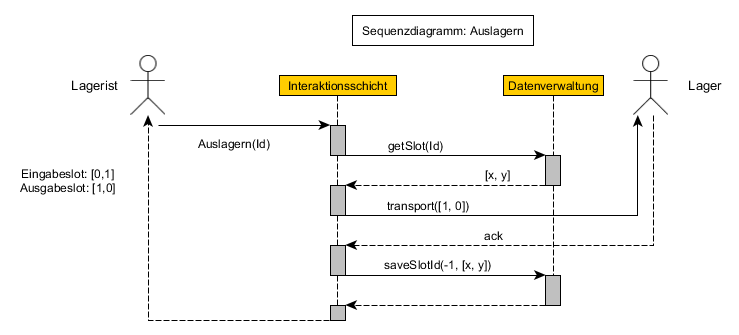 Sequenzdiagramm: Auslagern
Lagerist
Interaktionsschicht
Datenverwaltung
Lager
Auslagern(Id)
getSlot(Id)
Eingabeslot: [0,1]
Ausgabeslot: [1,0]
[x, y]
transport([1, 0])
ack
saveSlotId(-1, [x, y])